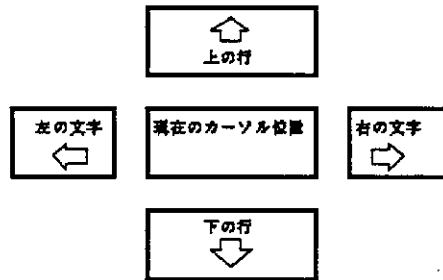 上の行
左の文字
現在のカーソル位置
右の文字
下の行